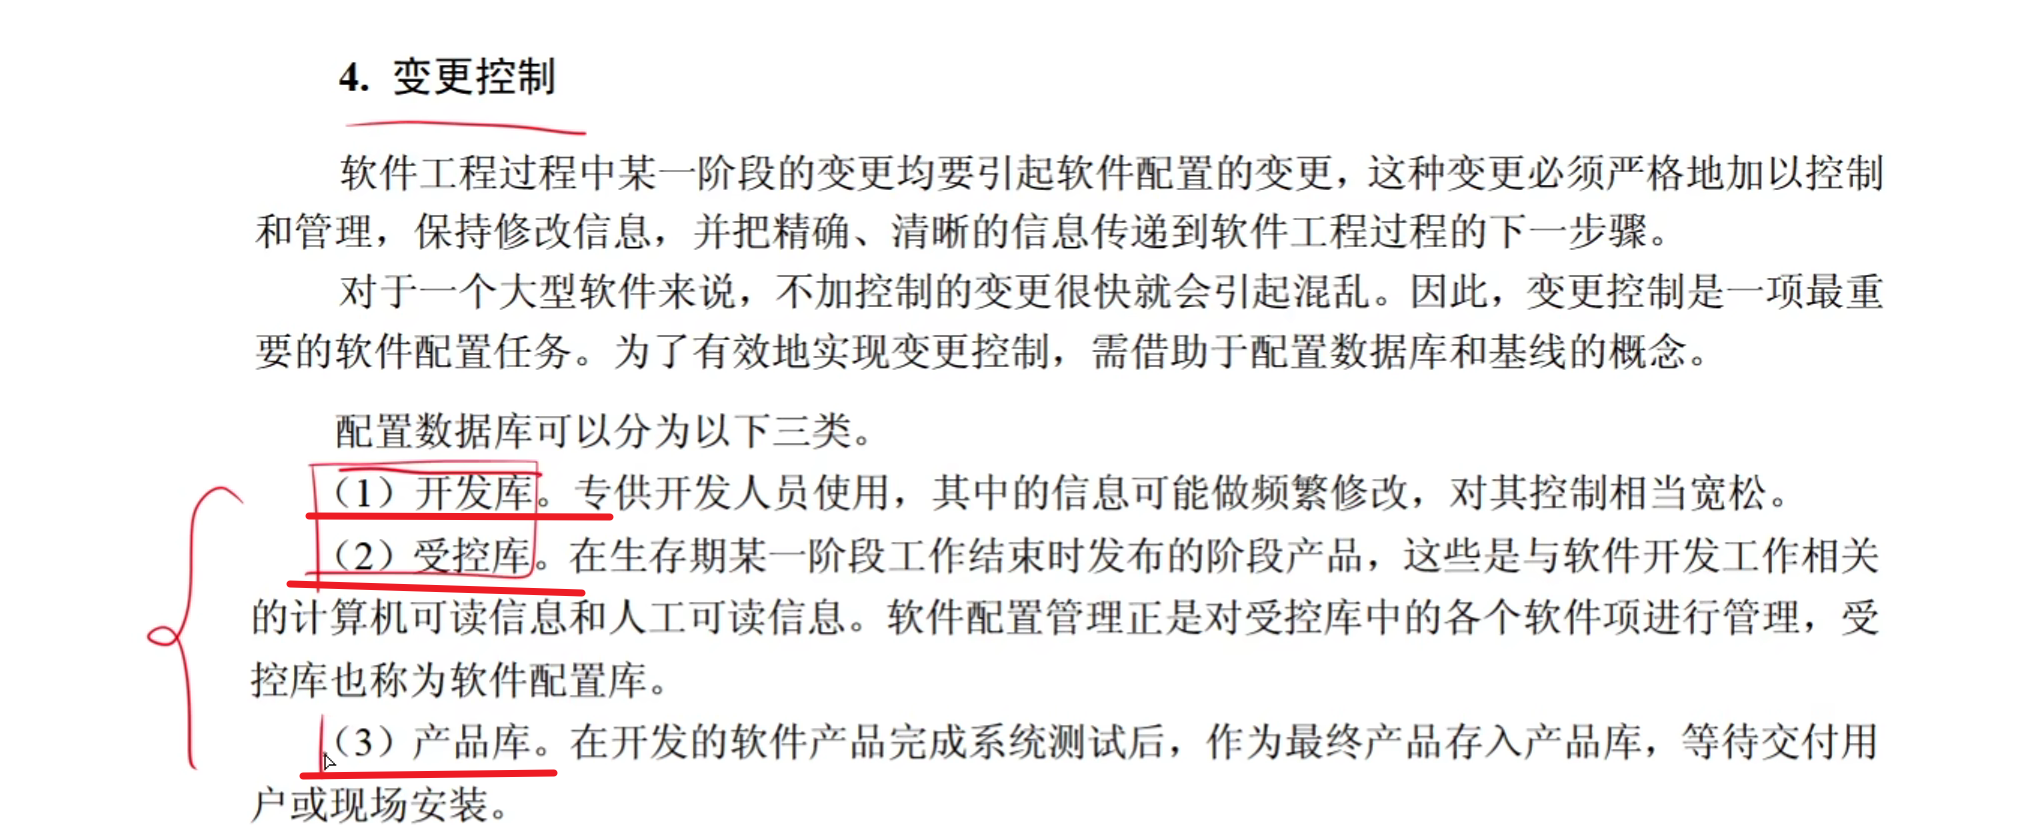 4. 变更控制
软件工程过程中某一阶段的变更均要引起软件配置的变更，这种变更必须严格地加以控制
和管理，保持修改信息，并把精确、清晰的信息传递到软件工程过程的下一步骤。
对于一个大型软件来说，不加控制的变更很快就会引起混乱。因此，变更控制是一项最重
要的软件配置任务。为了有效地实现变更控制，需借助于配置数据库和基线的概念。
配置数据库可以分为以下三类。
（1）开发库。专供开发人员使用，其中的信息可能做频繁修改，对其控制相当宽松。
（2）受控库。在生存期某一阶段工作结束时发布的阶段产品，这些是与软件开发工作相关
的计算机可读信息和人工可读信息。软件配置管理正是对受控库中的各个软件项进行管理，受
控库也称为软件配置库。
（3）产品库。在开发的软件产品完成系统测试后，作为最终产品存入产品库，等待交付用
户或现场安装。